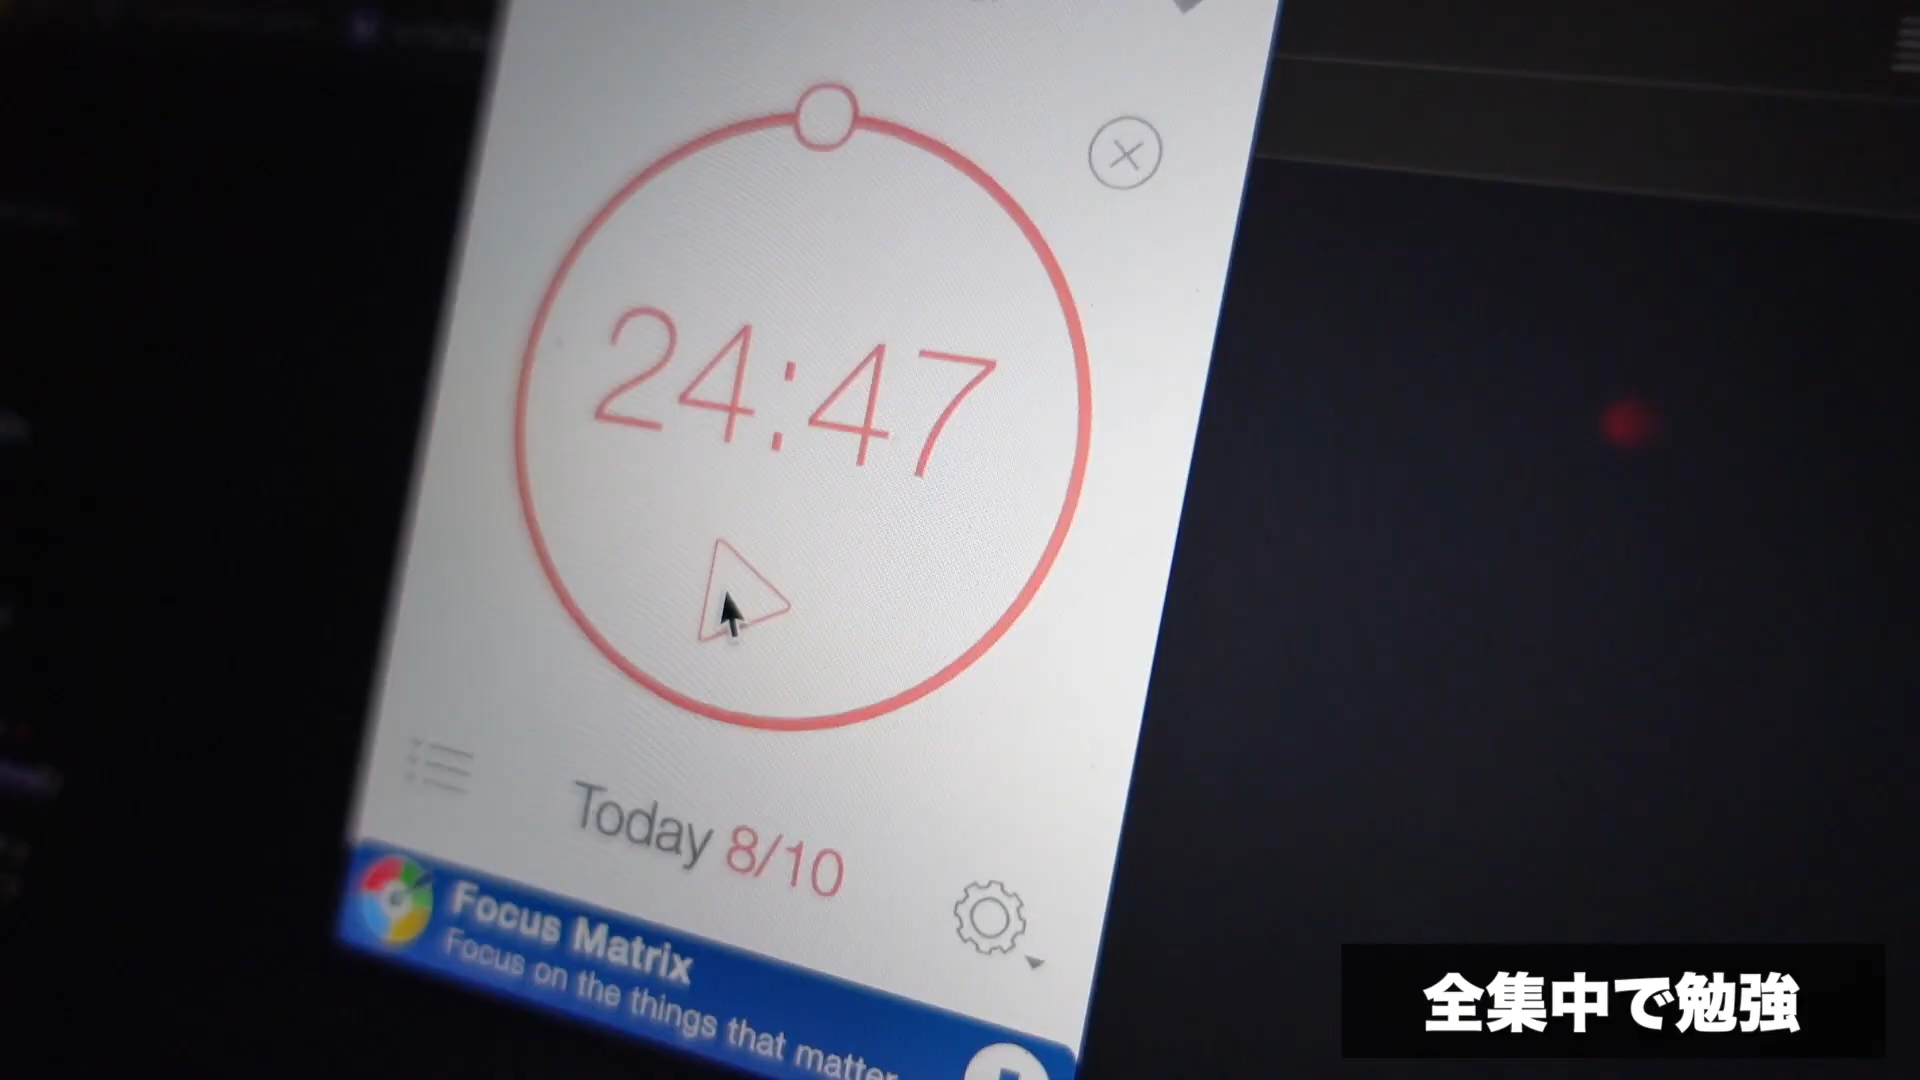 24:47
Today 8/10
Focus Matrix
Focus on the things that matter
全集中で勉強